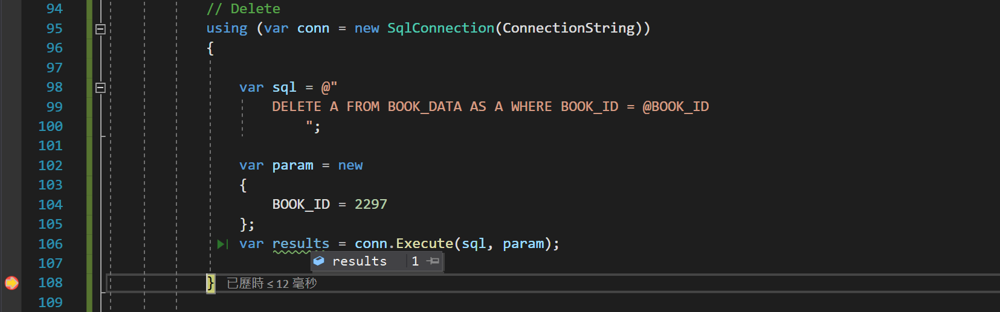 94 // Delete
95 using (var conn = new SqlConnection(ConnectionString))
96 {
97
98 var sql = @"
99 DELETE A FROM BOOK_DATA AS A WHERE BOOK_ID = @BOOK_ID
100 ";
101
102 var param = new
103 {
104 BOOK_ID = 2297
105 };
106 var results = conn.Execute(sql, param);
107
results 1
108 } 已歷時 ≤ 12 毫秒
109